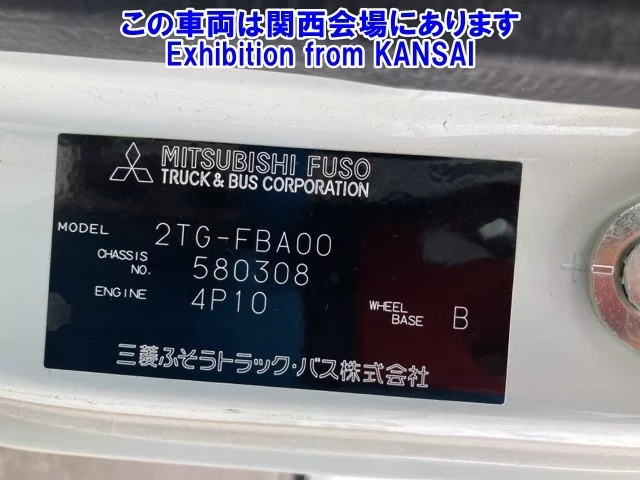 この車両は関西会場にあります
Exhibition from KANSAI
MITSUBISHI FUSO
TRUCK & BUS CORPORATION
MODEL 2TG-FBA00
CHASSIS NO. 580308
ENGINE 4P10
WHEEL BASE B
三菱ふそうトラック・バス株式会社